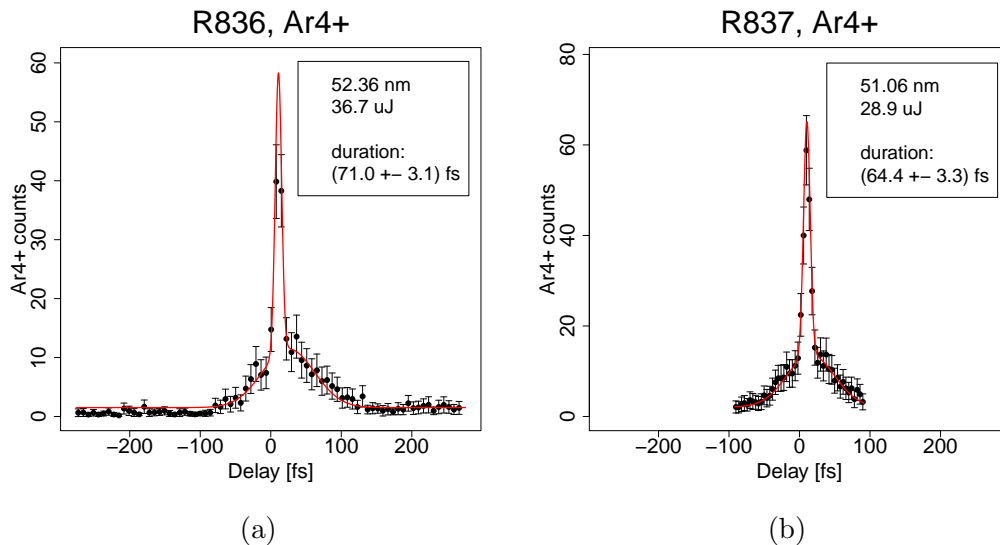 R836, Ar4+
52.36 nm
36.7 uJ
duration:
(71.0 +− 3.1) fs
Ar4+ counts
0
10
20
30
40
50
60
−200
−100
0
100
200
Delay [fs]
(a)
R837, Ar4+
51.06 nm
28.9 uJ
duration:
(64.4 +− 3.3) fs
Ar4+ counts
0
20
40
60
80
−200
−100
0
100
200
Delay [fs]
(b)